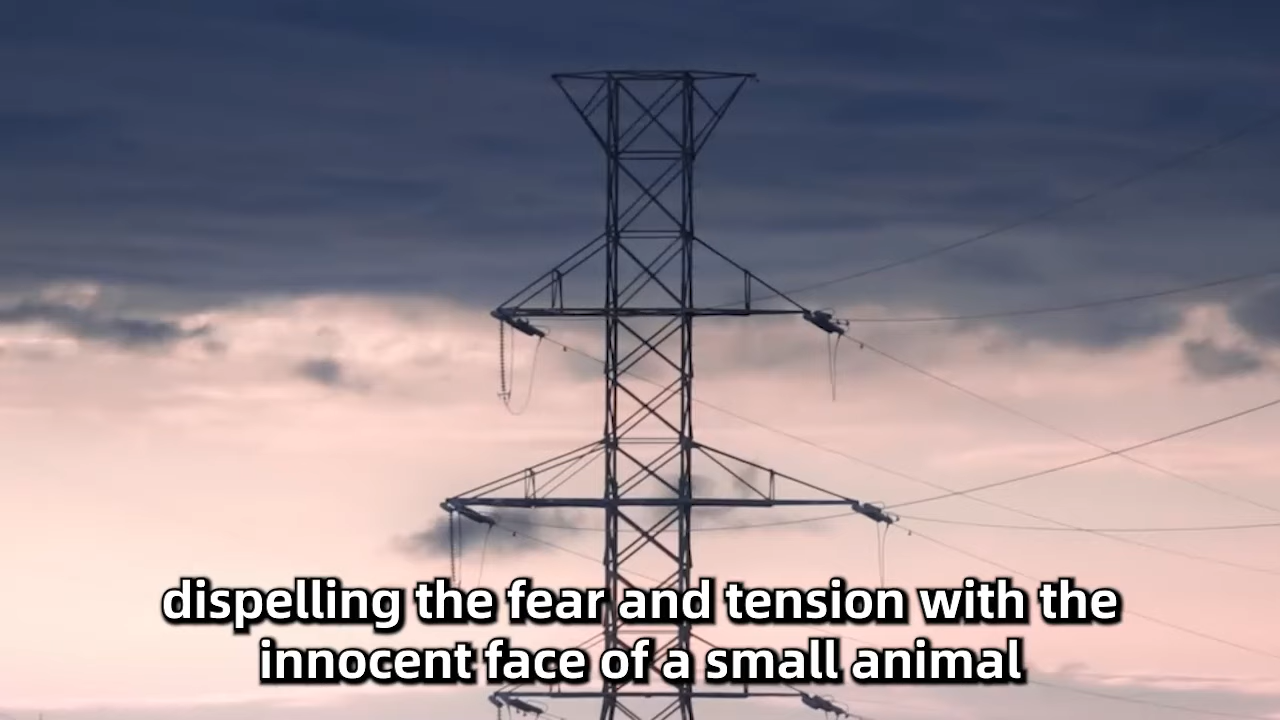 dispelling the fear and tension with the
innocent face of a small animal